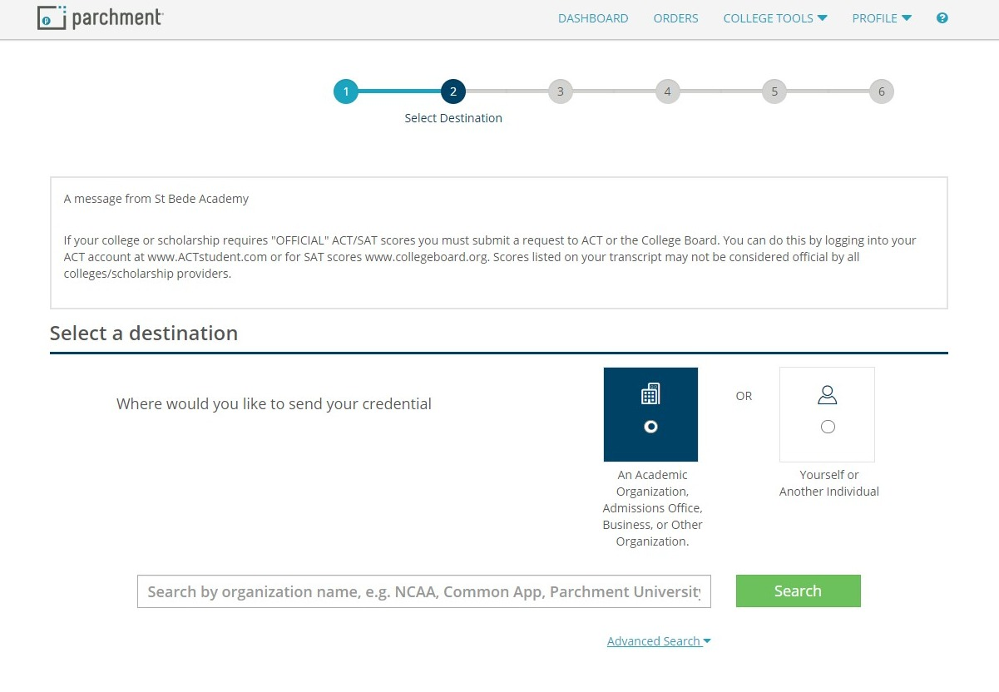 parchment
DASHBOARD ORDERS COLLEGE TOOLS PROFILE ?
1 2 3 4 5 6
Select Destination
A message from St Bede Academy
If your college or scholarship requires "OFFICIAL" ACT/SAT scores you must submit a request to ACT or the College Board. You can do this by logging into your
ACT account at www.ACTstudent.com or for SAT scores www.collegeboard.org. Scores listed on your transcript may not be considered official by all
colleges/scholarship providers.
Select a destination
Where would you like to send your credential
OR
An Academic
Organization,
Admissions Office,
Business, or Other
Organization.
Yourself or
Another Individual
Search by organization name, e.g. NCAA, Common App, Parchment University
Search
Advanced Search